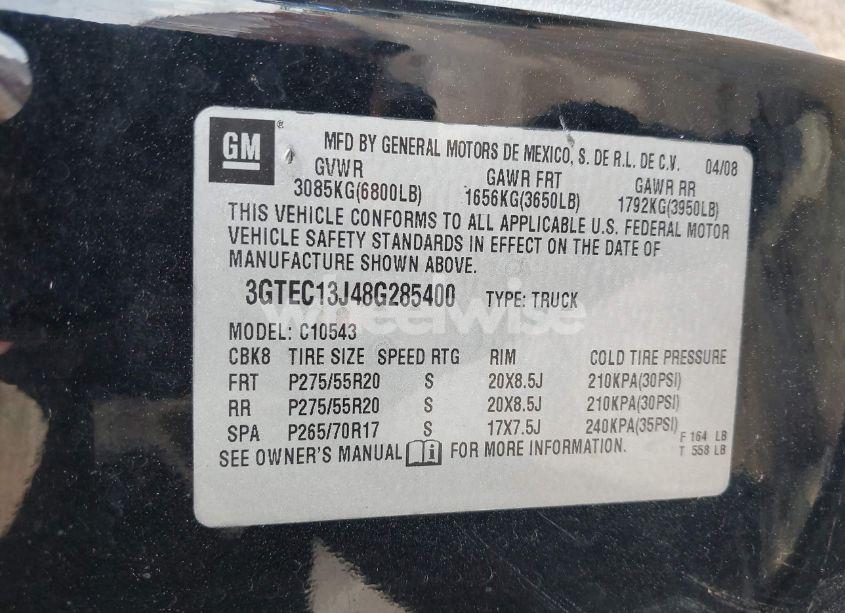 GM ® MFD BY GENERAL MOTORS DE MEXICO, S. DE R.L. DE C.V. 04/08
GVWR GAWR FRT GAWR RR
3085KG(6800LB) 1656KG(3650LB) 1792KG(3950LB)
THIS VEHICLE CONFORMS TO ALL APPLICABLE U.S. FEDERAL MOTOR
VEHICLE SAFETY STANDARDS IN EFFECT ON THE DATE OF
MANUFACTURE SHOWN ABOVE.
3GTEC13J48G285400 TYPE: TRUCK
wheelwise
MODEL: C10543
CBK8 TIRE SIZE SPEED RTG RIM COLD TIRE PRESSURE
FRT P275/55R20 S 20X8.5J 210KPA(30PSI)
RR P275/55R20 S 20X8.5J 210KPA(30PSI)
SPA P265/70R17 S 17X7.5J 240KPA(35PSI) F 164 LB
SEE OWNER'S MANUAL FOR MORE INFORMATION. T 558 LB